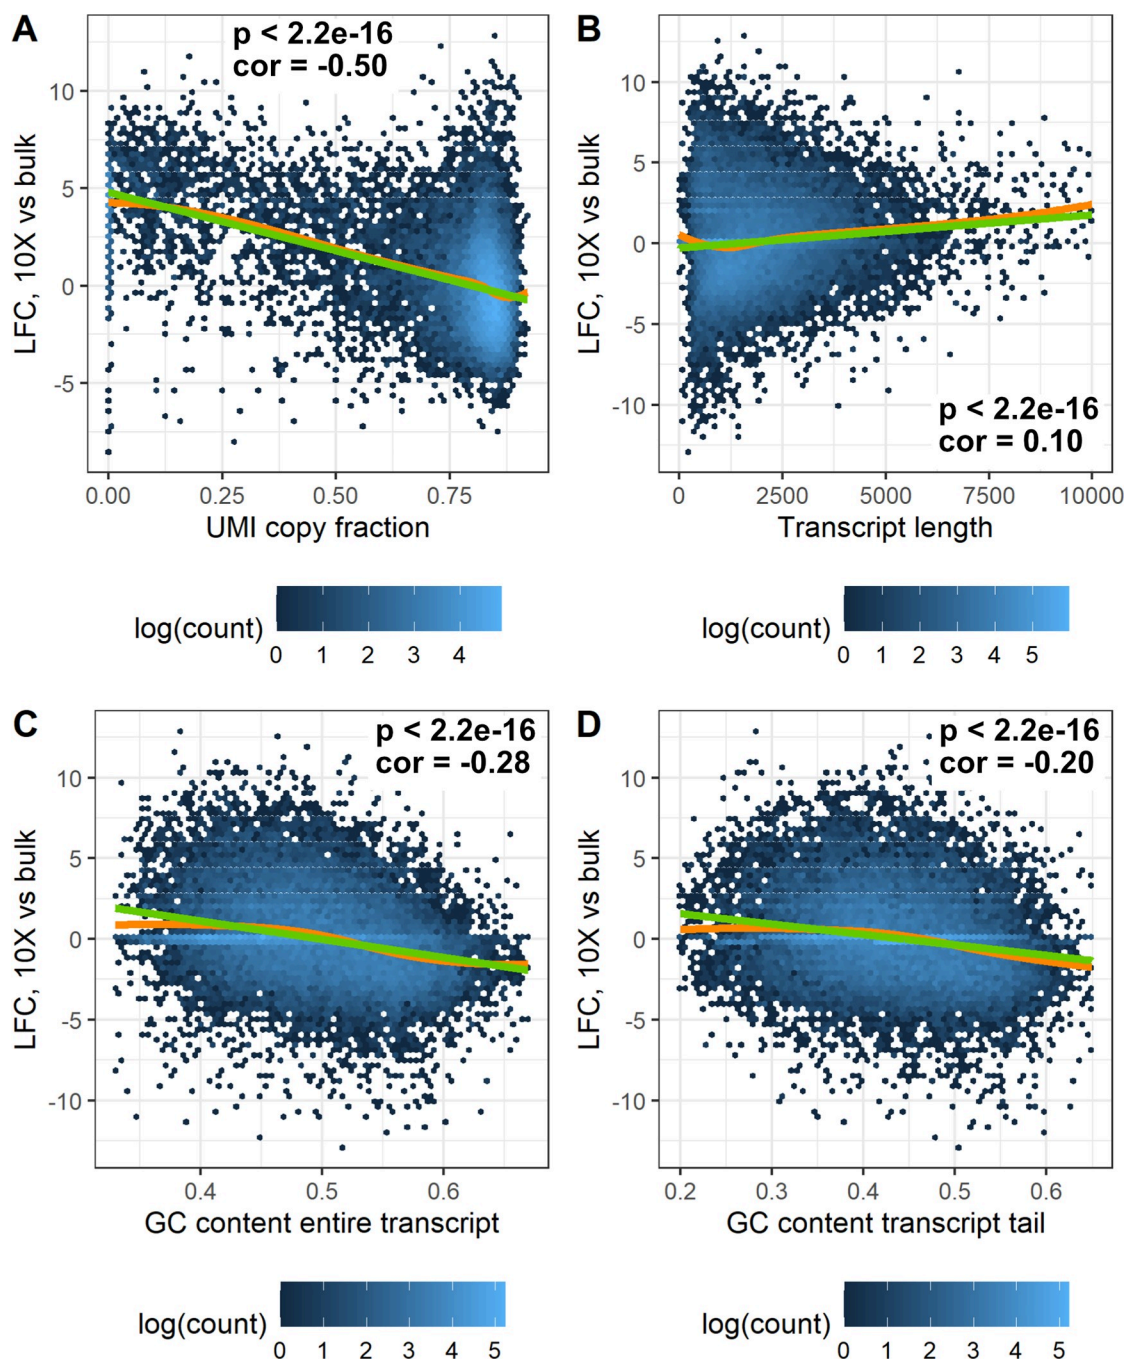 A
p < 2.2e-16
cor = -0.50
LFC, 10X vs bulk
10
5
0
-5
0.00 0.25 0.50 0.75
UMI copy fraction
log(count)
0 1 2 3 4
B
LFC, 10X vs bulk
10
5
0
-5
-10
p < 2.2e-16
cor = 0.10
0 2500 5000 7500 10000
Transcript length
log(count)
0 1 2 3 4 5
C
p < 2.2e-16
cor = -0.28
LFC, 10X vs bulk
10
5
0
-5
-10
0.4 0.5 0.6
GC content entire transcript
log(count)
0 1 2 3 4 5
D
p < 2.2e-16
cor = -0.20
LFC, 10X vs bulk
10
5
0
-5
-10
0.2 0.3 0.4 0.5 0.6
GC content transcript tail
log(count)
0 1 2 3 4 5